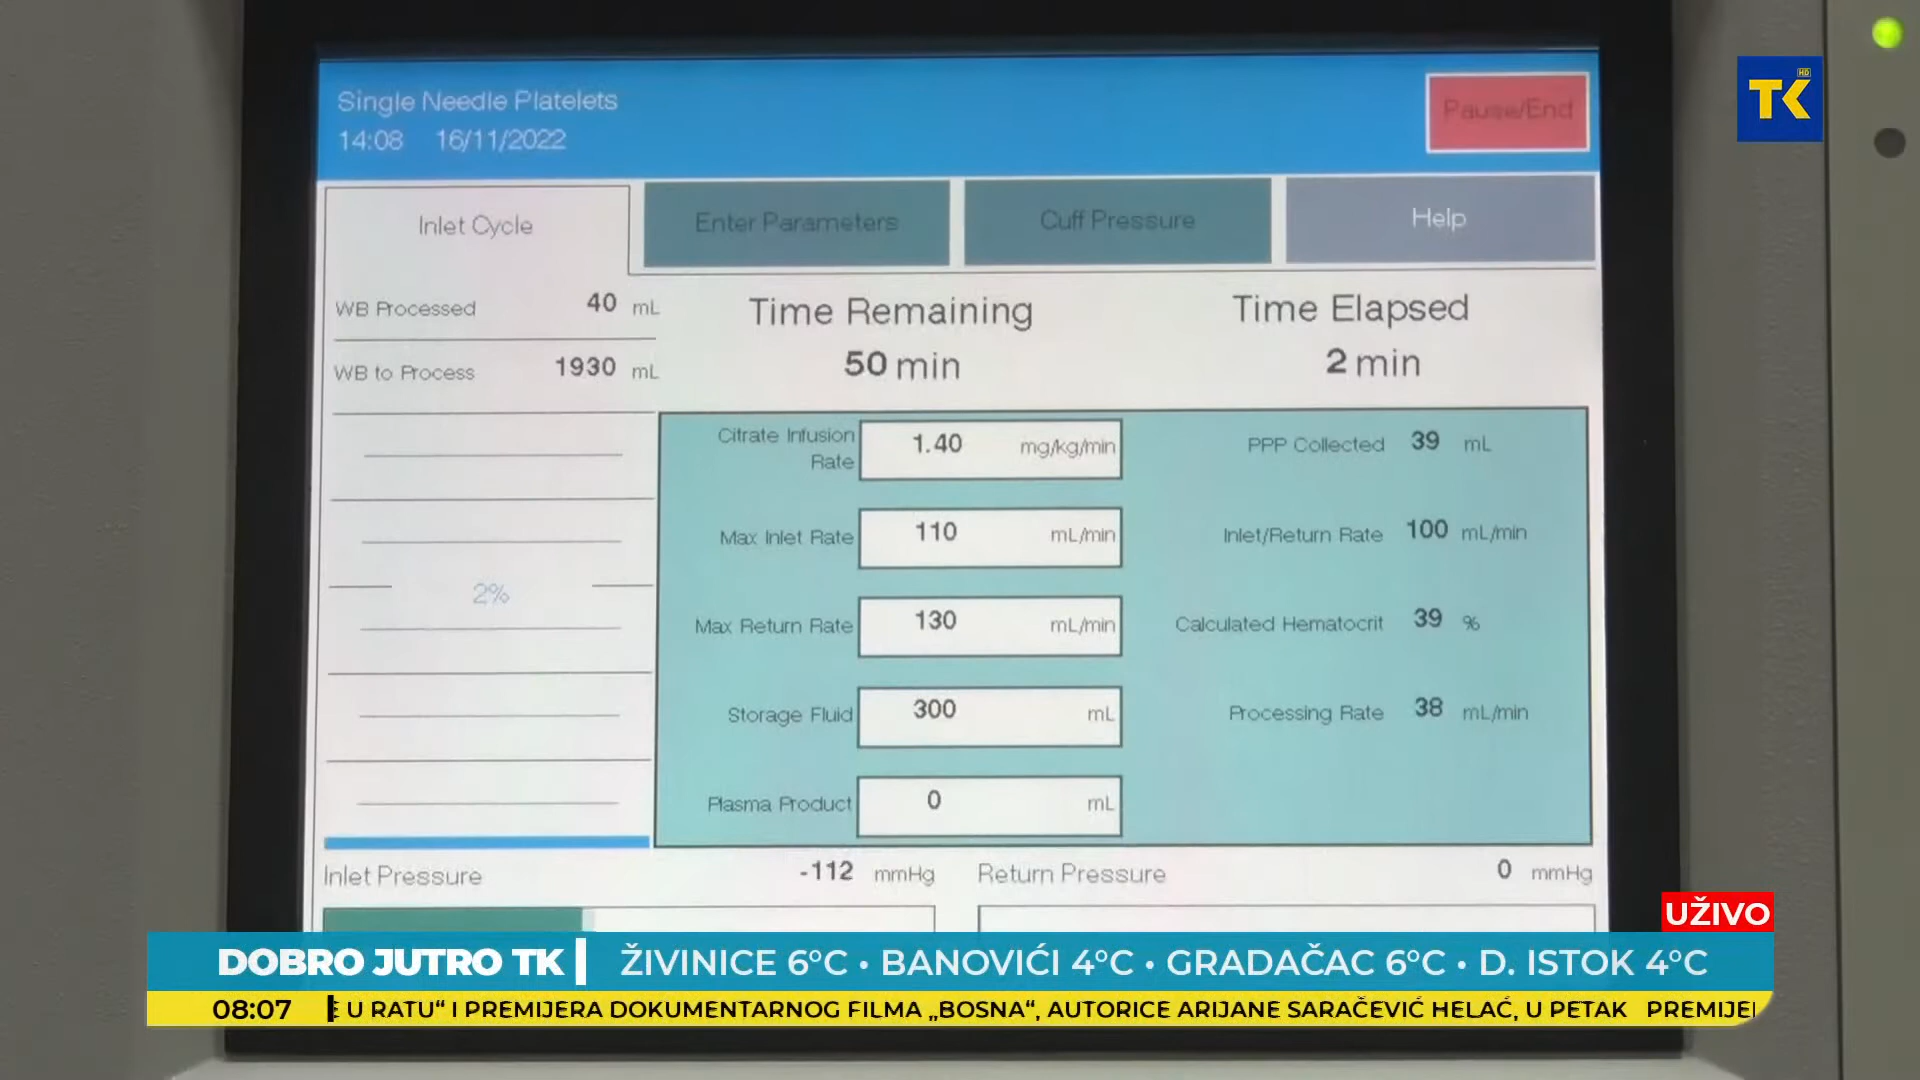 Single Needle Platelets
14:08 16/11/2022
Pause/End
TK HD
Inlet Cycle
Enter Parameters
Cuff Pressure
Help
WB Processed 40 mL
WB to Process 1930 mL
Time Remaining
50 min
Time Elapsed
2 min
2%
Citrate Infusion
Rate 1.40 mg/kg/min
Max Inlet Rate 110 mL/min
Max Return Rate 130 mL/min
Storage Fluid 300 mL
Plasma Product 0 mL
PPP Collected 39 mL
Inlet/Return Rate 100 mL/min
Calculated Hematocrit 39 %
Processing Rate 38 mL/min
Inlet Pressure -112 mmHg
Return Pressure 0 mmHg
UŽIVO
DOBRO JUTRO TK
ŽIVINICE 6°C • BANOVIĆI 4°C • GRADAČAC 6°C • D. ISTOK 4°C
08:07
U RATU“ I PREMIJERA DOKUMENTARNOG FILMA „BOSNA“, AUTORICE ARIJANE SARAČEVIĆ HELAĆ, U PETAK